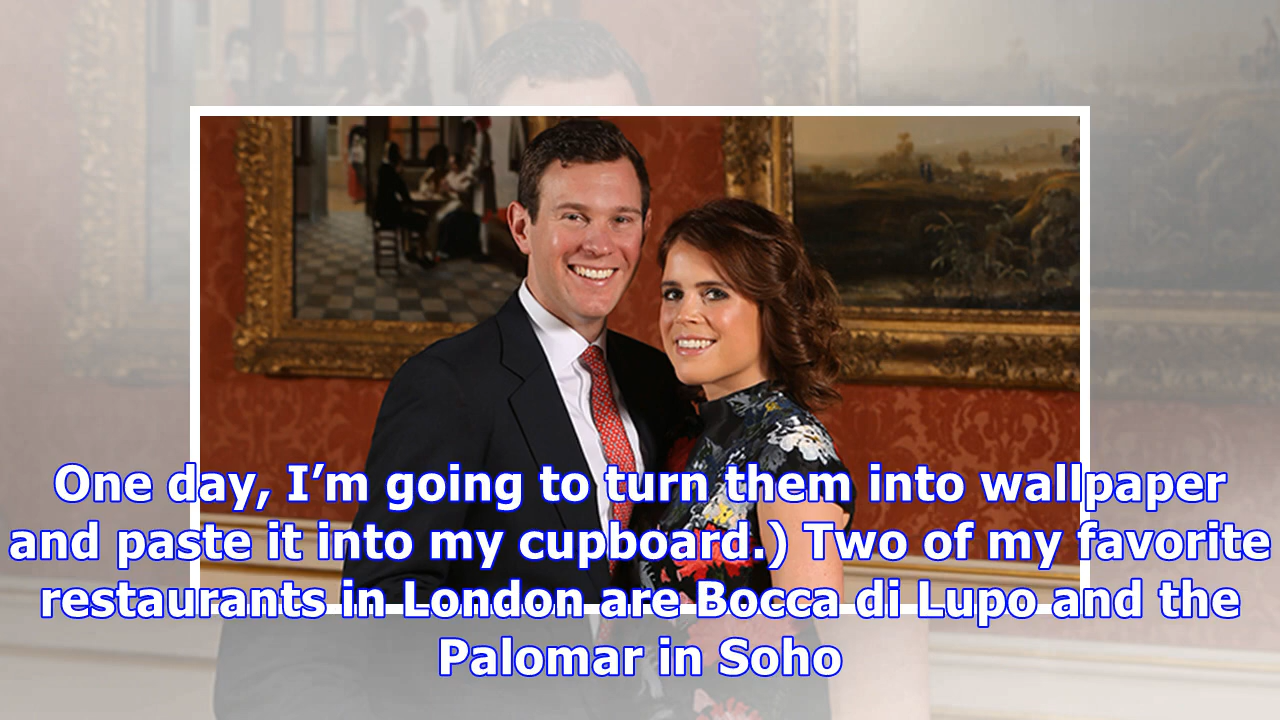 One day, I’m going to turn them into wallpaper
and paste it into my cupboard.) Two of my favorite
restaurants in London are Bocca di Lupo and the
Palomar in Soho